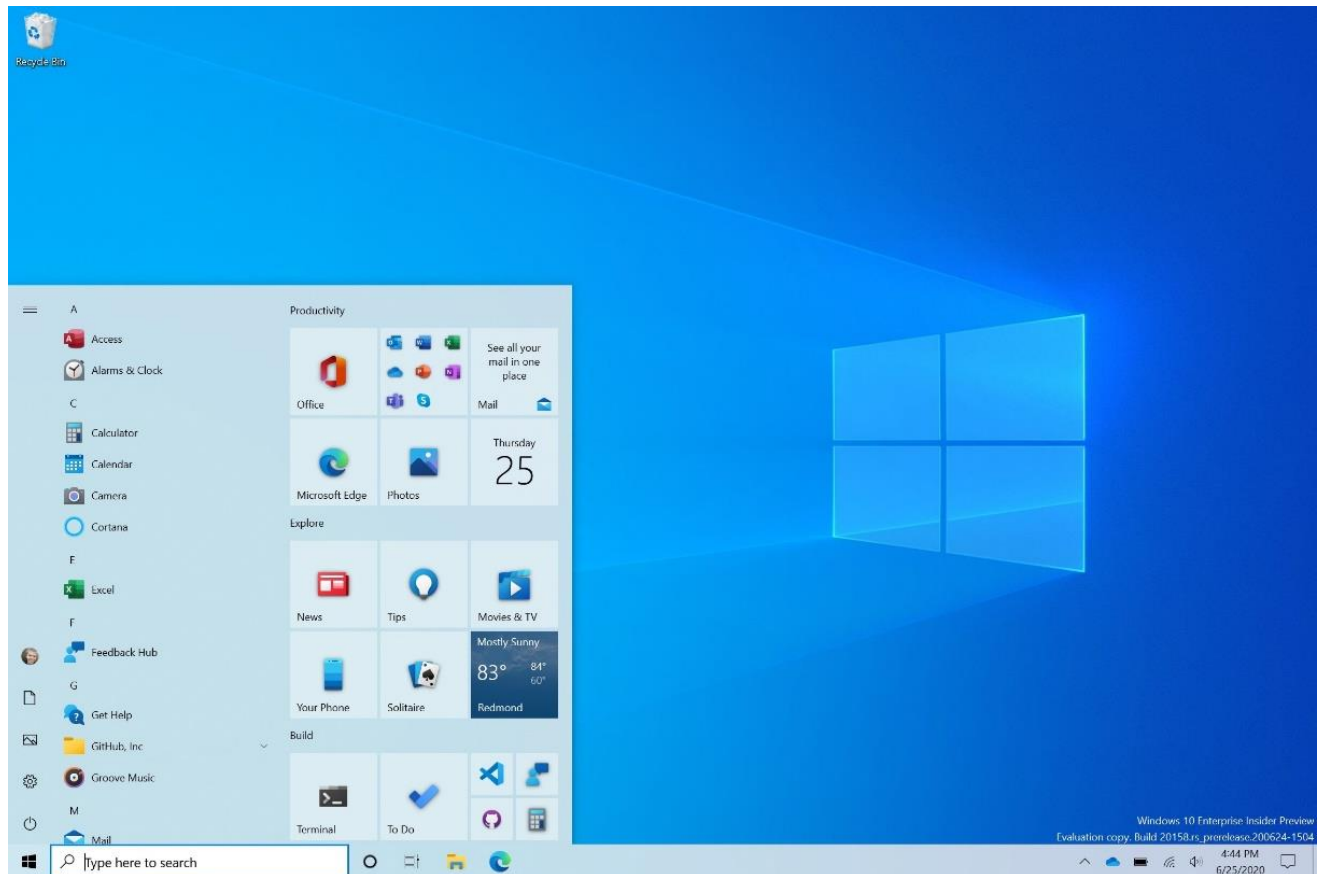 Recycle Bin
A
Access
Alarms & Clock
C
Calculator
Calendar
Camera
Cortana
E
Excel
F
Feedback Hub
G
Get Help
GitHub, Inc
Groove Music
M
Mail
Productivity
Office
See all your
mail in one
place
Mail
Microsoft Edge
Photos
Thursday
25
Explore
News
Tips
Movies & TV
Your Phone
Solitaire
Mostly Sunny
83°
84°
60°
Redmond
Build
Terminal
To Do
Windows 10 Enterprise Insider Preview
Evaluation copy. Build 20158.rs_prerelease.200624-1504
Type here to search
4:44 PM
6/25/2020